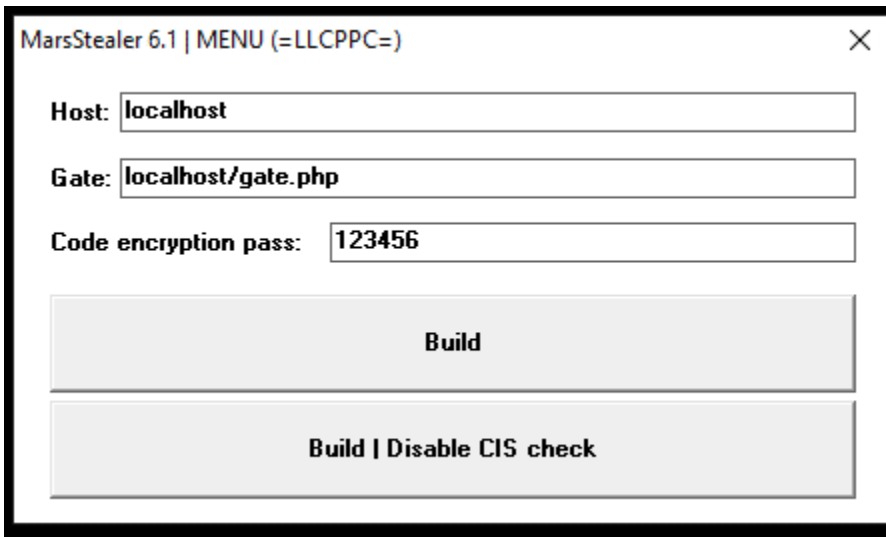 MarsStealer 6.1 | MENU (=LLCPPC=)
Host: localhost
Gate: localhost/gate.php
Code encryption pass: 123456
Build
Build | Disable CIS check